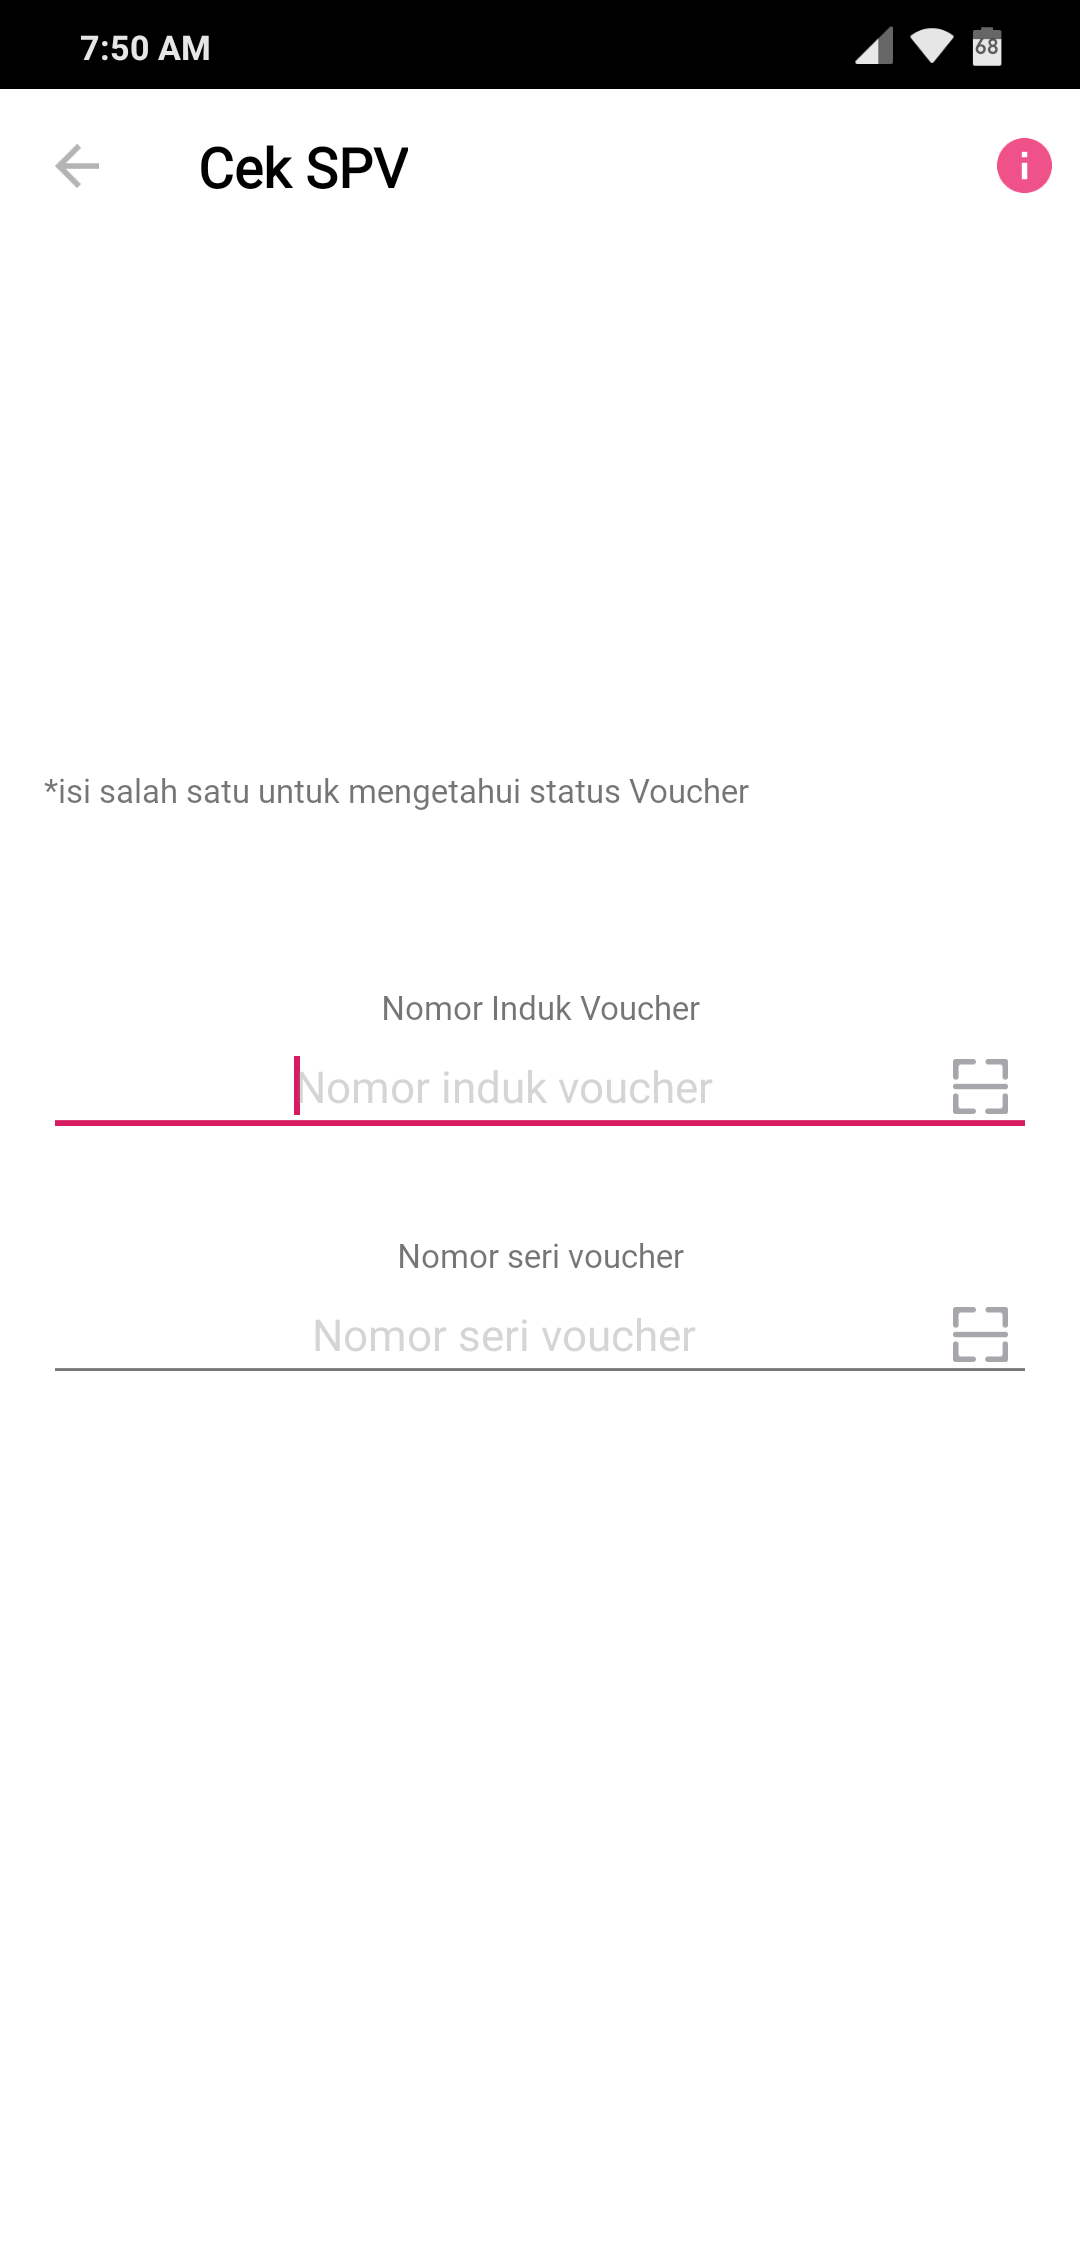 7:50 AM
68
Cek SPV
*isi salah satu untuk mengetahui status Voucher
Nomor Induk Voucher
Nomor induk voucher
Nomor seri voucher
Nomor seri voucher